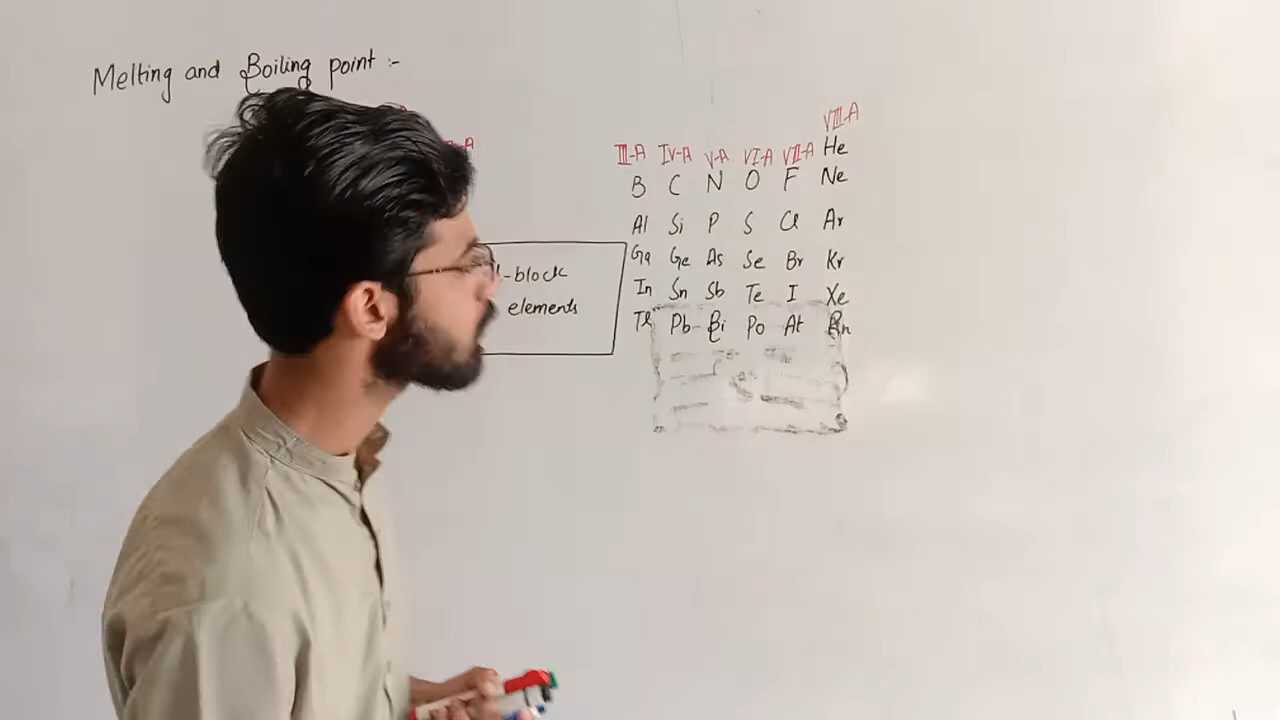 Melting and Boiling point :-
VIII-A
III-A IV-A V-A VI-A VII-A He
B C N O F Ne
Al Si P S Cl Ar
Ga Ge As Se Br Kr
In Sn Sb Te I Xe
Tl Pb Bi Po At Rn
-block
elements